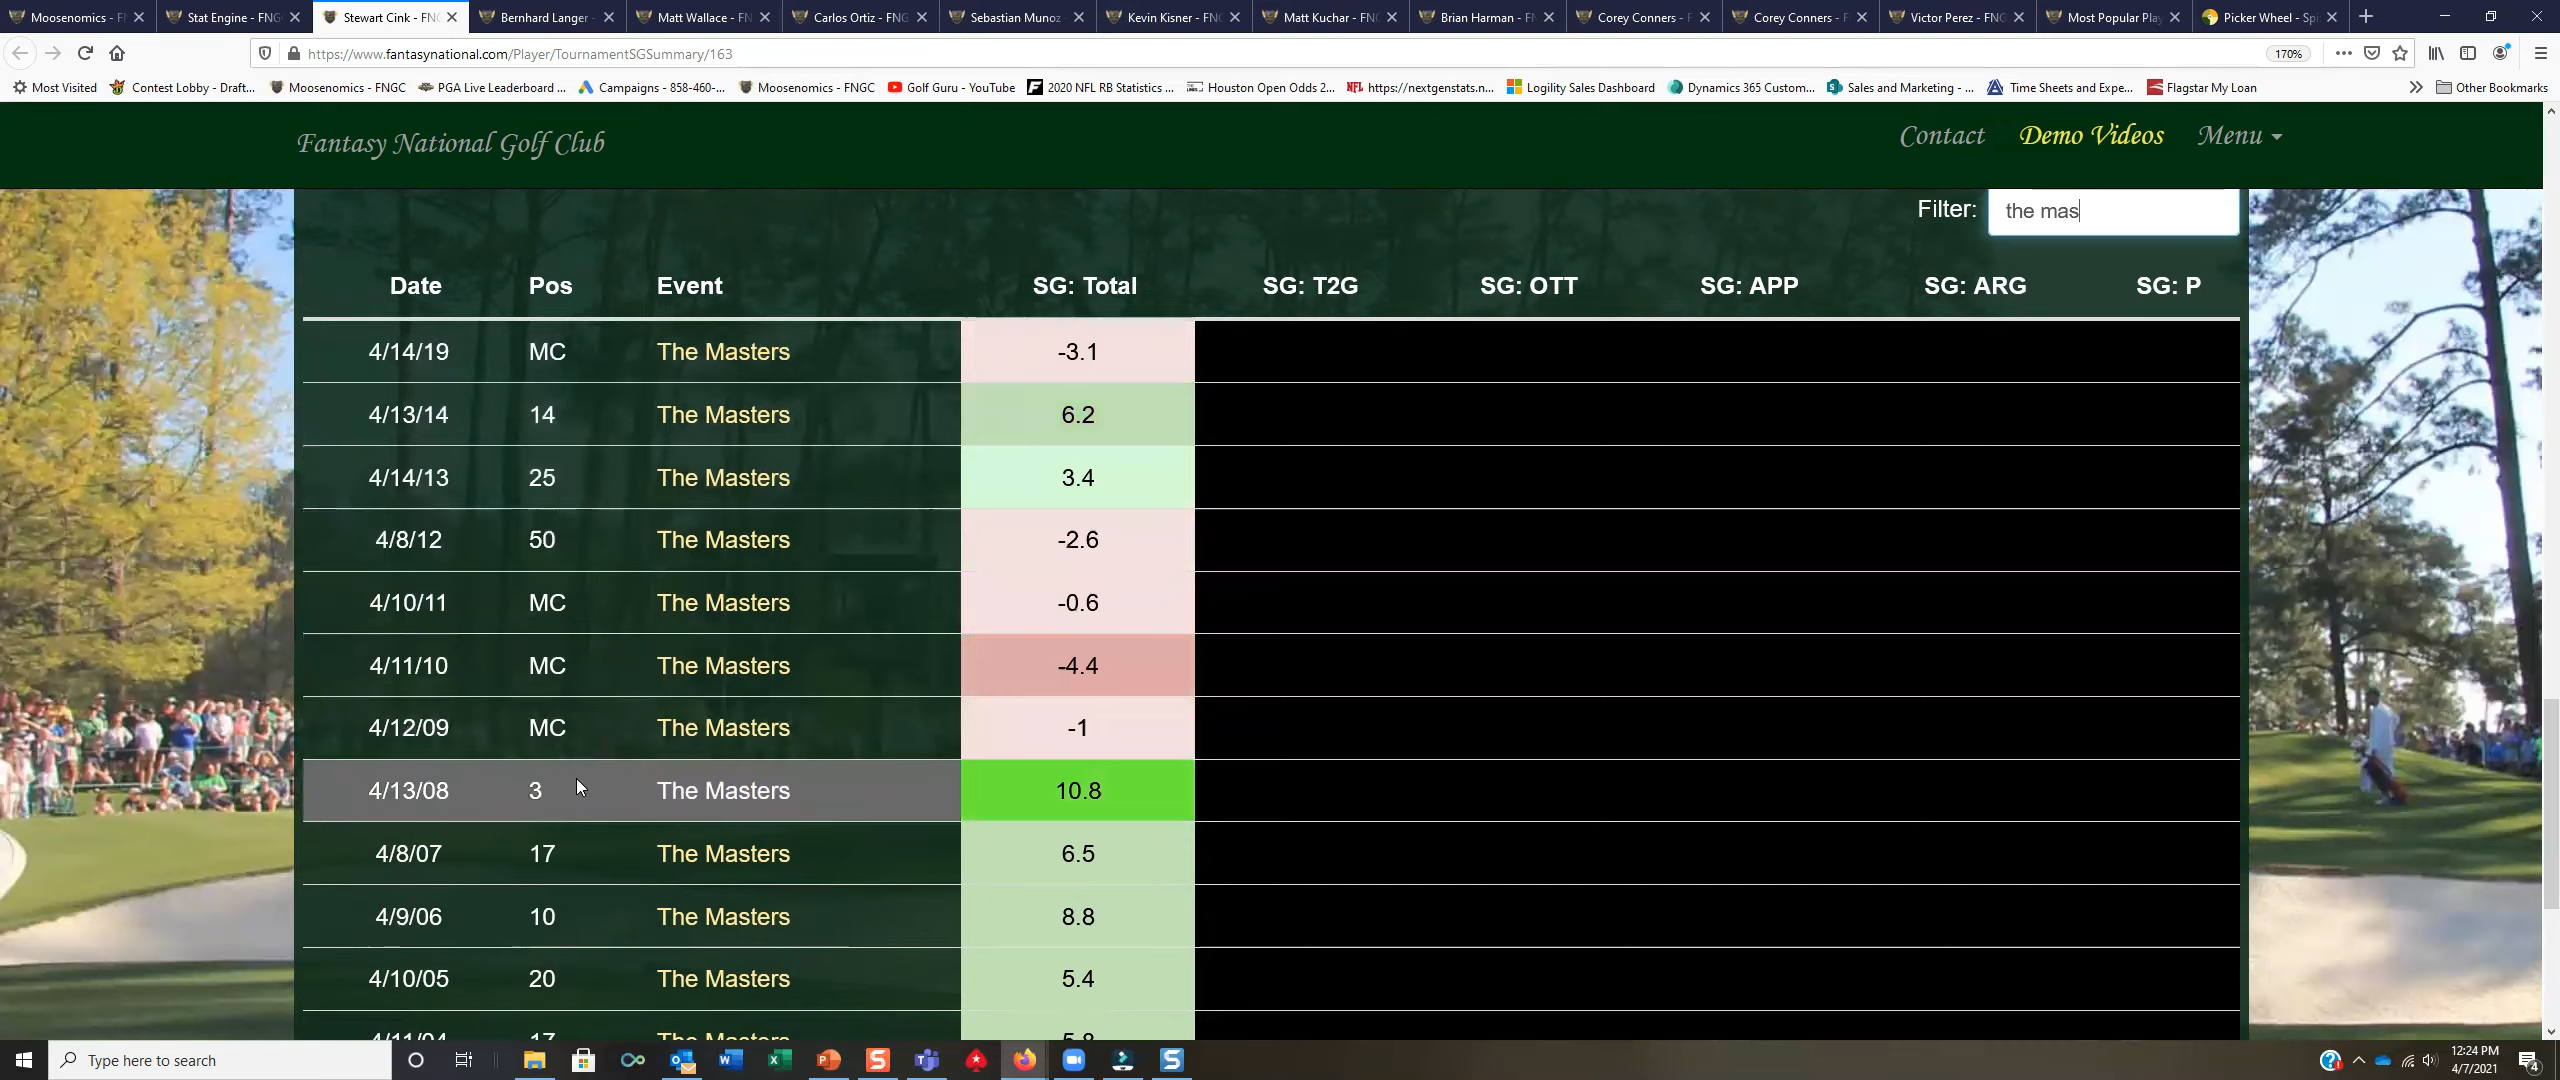 Moosenomics - F Stat Engine - FNG Stewart Cink - FN Bernhard Langer - Matt Wallace - FN Carlos Ortiz - FNG Sebastian Munoz - Kevin Kisner - FN Matt Kuchar - FN Brian Harman - F Corey Conners - F Corey Conners - F Victor Perez - FNG Most Popular Play Picker Wheel - Spi
https://www.fantasynational.com/Player/TournamentSGSummary/163 170%
Most Visited Contest Lobby - Draft... Moosenomics - FNGC PGA Live Leaderboard ... Campaigns - 858-460-... Moosenomics - FNGC Golf Guru - YouTube 2020 NFL RB Statistics ... Houston Open Odds 2... https://nextgenstats.n... Logility Sales Dashboard Dynamics 365 Custom... Sales and Marketing - ... Time Sheets and Expe... Flagstar My Loan Other Bookmarks
Fantasy National Golf Club Contact Demo Videos Menu
Filter: the mas
Date Pos Event SG: Total SG: T2G SG: OTT SG: APP SG: ARG SG: P
4/14/19 MC The Masters -3.1
4/13/14 14 The Masters 6.2
4/14/13 25 The Masters 3.4
4/8/12 50 The Masters -2.6
4/10/11 MC The Masters -0.6
4/11/10 MC The Masters -4.4
4/12/09 MC The Masters -1
4/13/08 3 The Masters 10.8
4/8/07 17 The Masters 6.5
4/9/06 10 The Masters 8.8
4/10/05 20 The Masters 5.4
4/11/04 17 The Masters 5.8
Type here to search
12:24 PM
4/7/2021